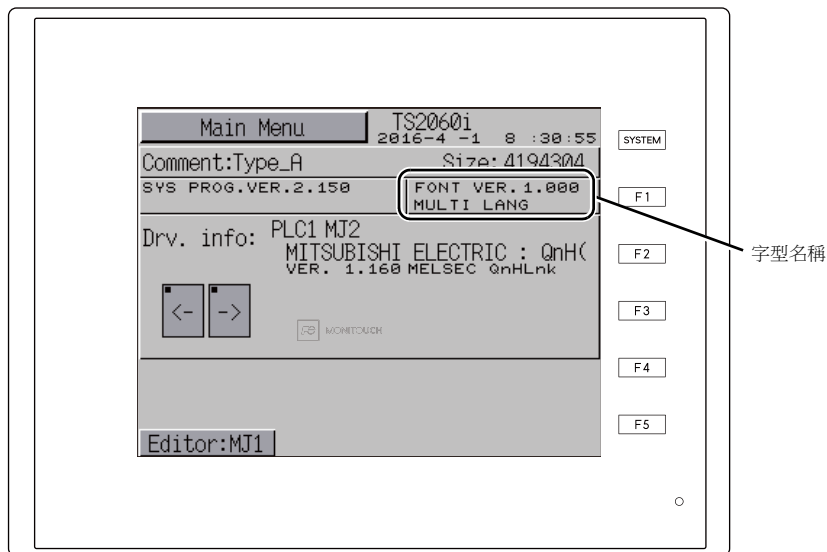 Main Menu
TS2060i
2016-4 -1 8 :30:55
Comment:Type_A
Size:4194304
SYS PROG.VER.2.150
FONT VER.1.000
MULTI LANG
Drv. info:
PLC1 MJ2
MITSUBISHI ELECTRIC : QnH(
VER. 1.160 MELSEC QnHLnk
<-
->
MONITOUCH
Editor:MJ1
SYSTEM
F1
F2
F3
F4
F5
字型名稱